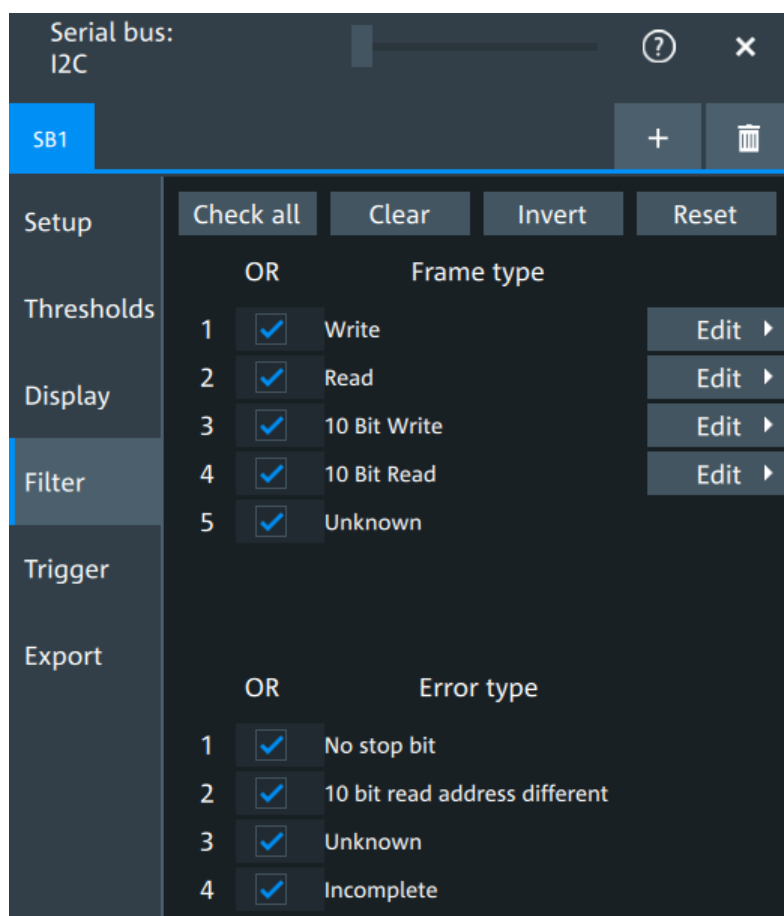 Serial bus:
I2C
?
SB1
+
Setup
Thresholds
Display
Filter
Trigger
Export
Check all Clear Invert Reset
OR Frame type
1 Write Edit
2 Read Edit
3 10 Bit Write Edit
4 10 Bit Read Edit
5 Unknown
OR Error type
1 No stop bit
2 10 bit read address different
3 Unknown
4 Incomplete